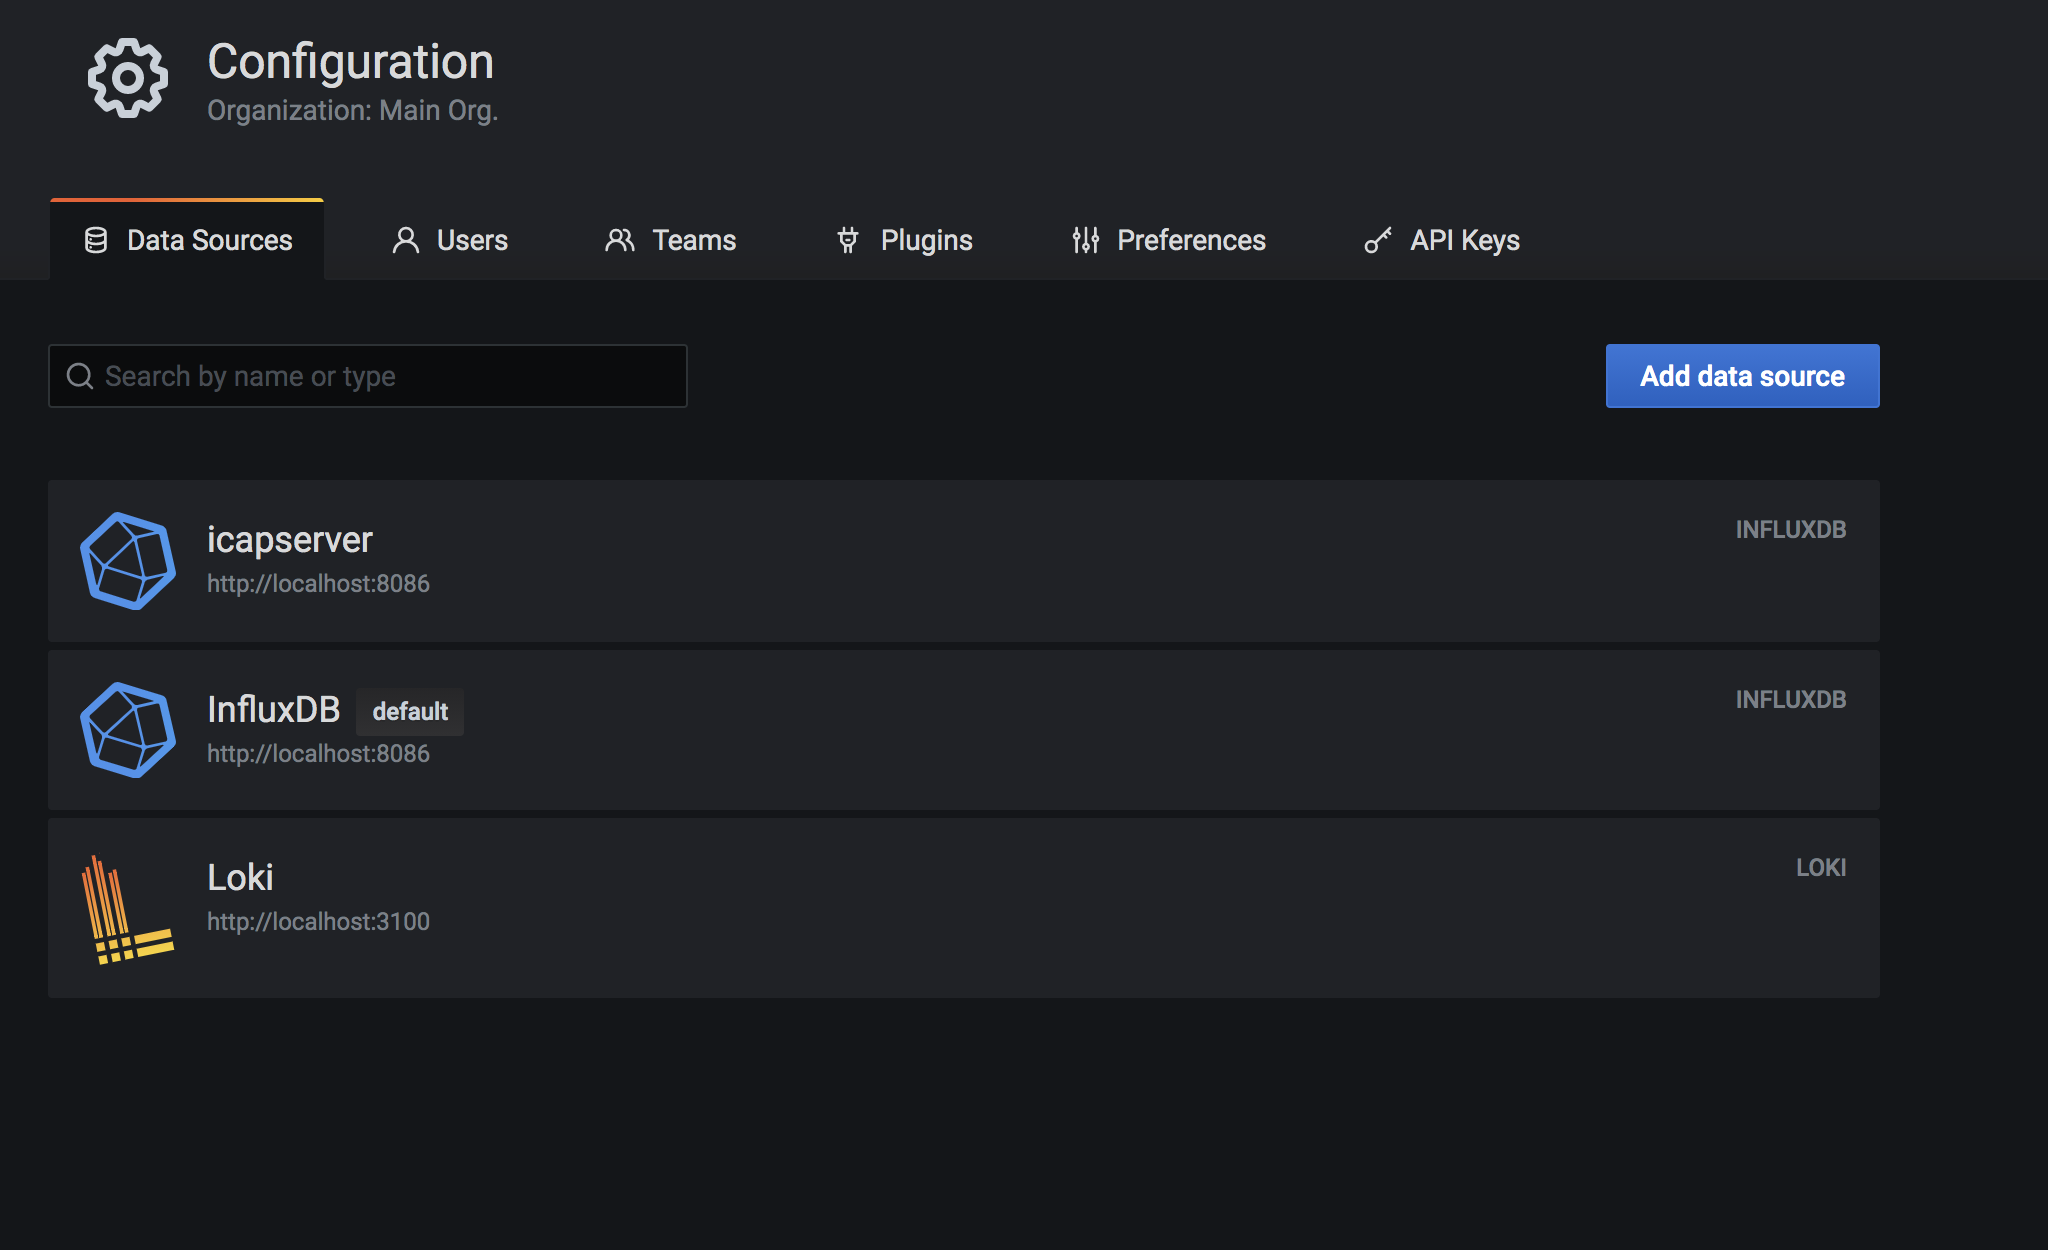 Configuration
Organization: Main Org.
Data Sources Users Teams Plugins Preferences API Keys
Search by name or type Add data source
icapserver INFLUXDB
http://localhost:8086
InfluxDB default INFLUXDB
http://localhost:8086
Loki LOKI
http://localhost:3100